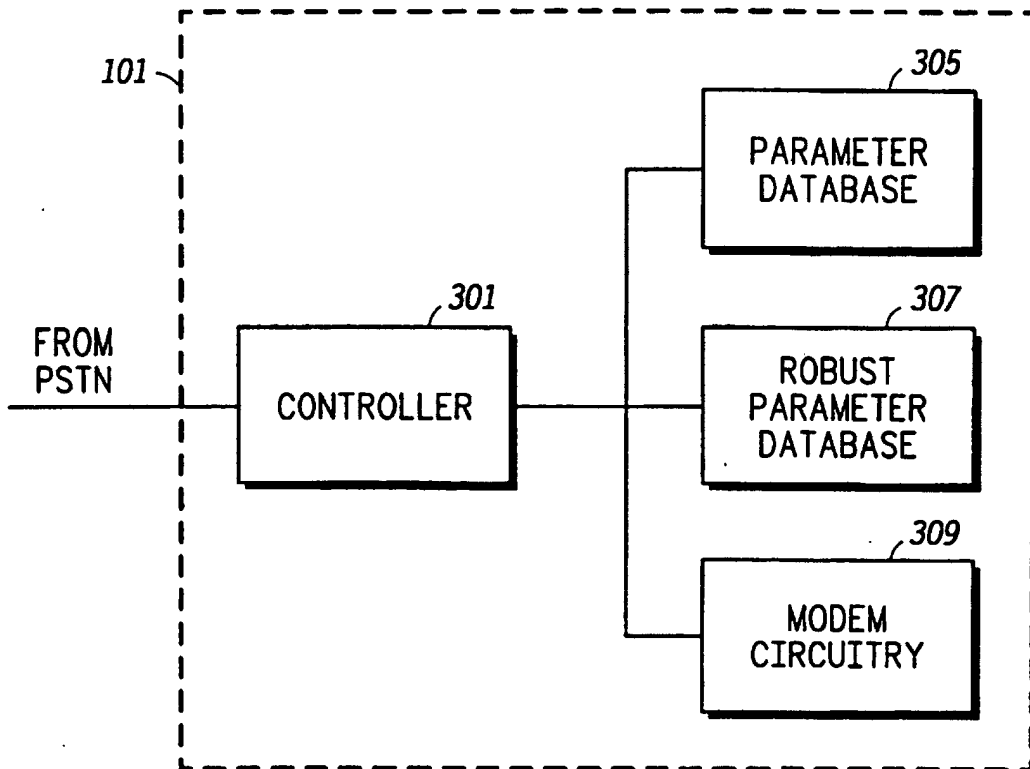 101
305
PARAMETER
DATABASE
301
307
FROM
PSTN
CONTROLLER
ROBUST
PARAMETER
DATABASE
309
MODEM
CIRCUITRY